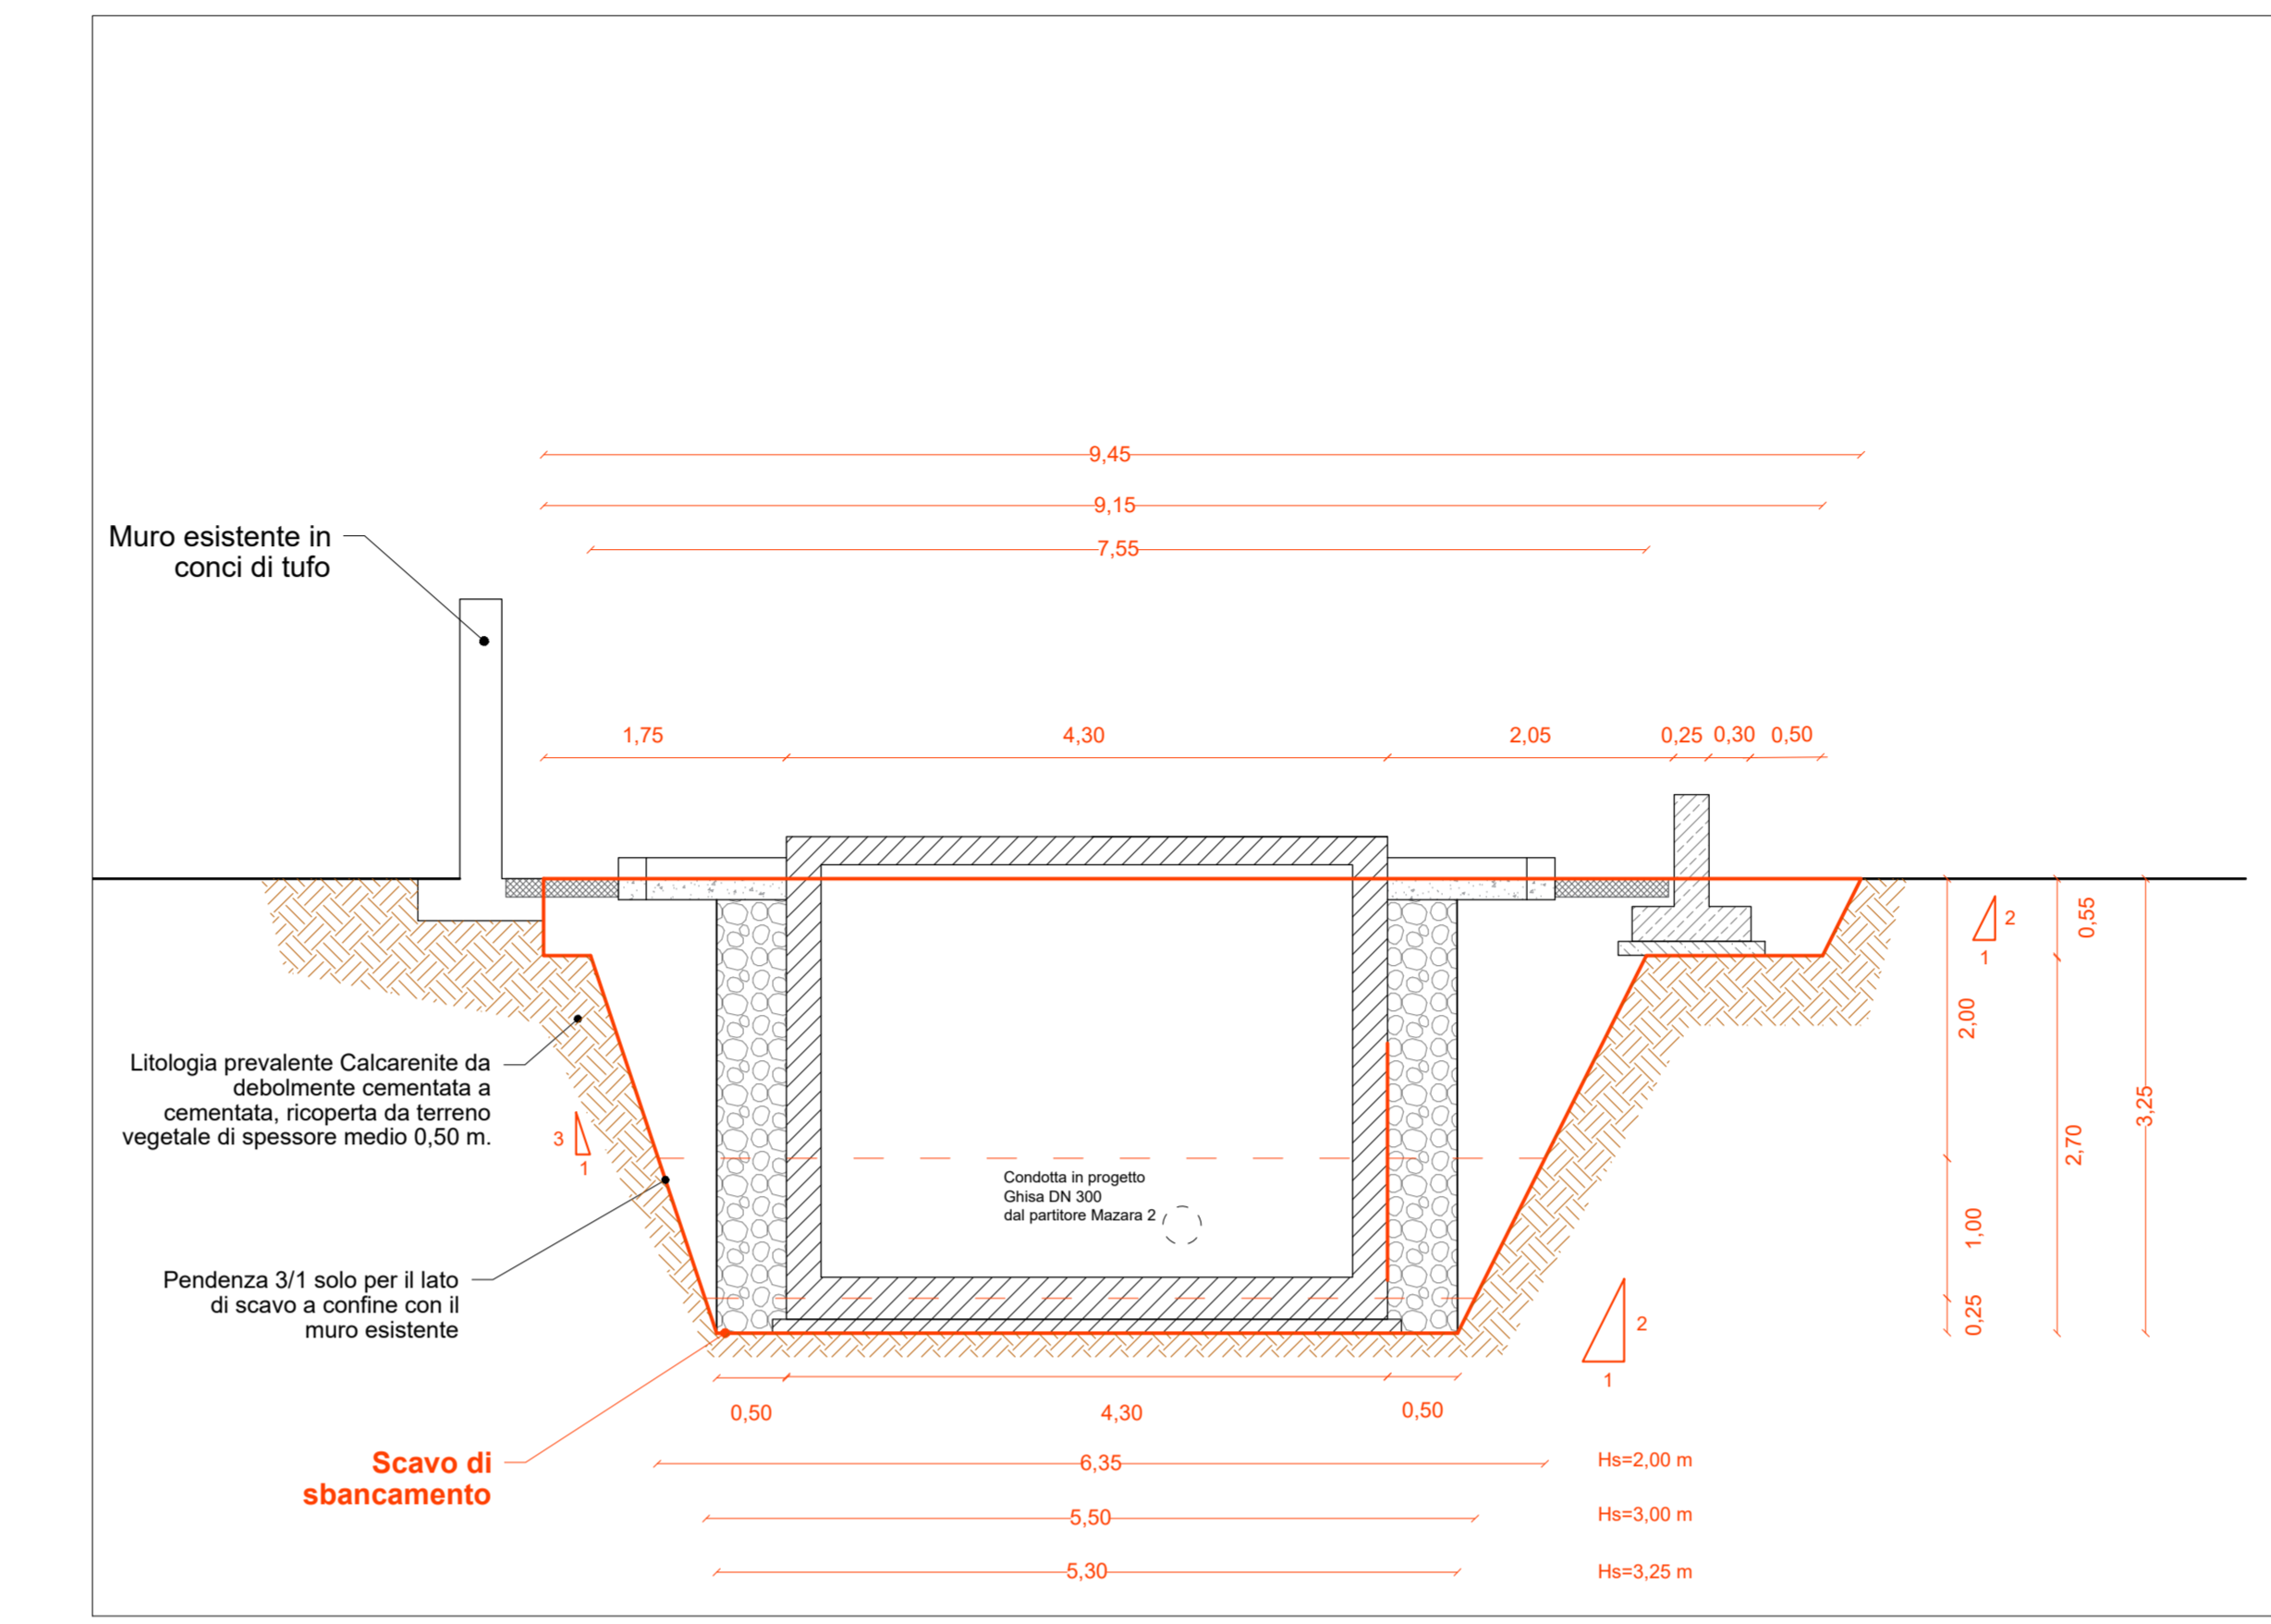 9,45
9,15
7,55
Muro esistente in
conci di tufo
1,75
4,30
2,05
0,25
0,30
0,50
2
1
0,55
2,00
2,70
3,25
1,00
0,25
Litologia prevalente Calcarenite da
debolmente cementata a
cementata, ricoperta da terreno
vegetale di spessore medio 0,50 m.
3
1
Condotta in progetto
Ghisa DN 300
dal partitore Mazara 2
Pendenza 3/1 solo per il lato
di scavo a confine con il
muro esistente
2
1
0,50
4,30
0,50
Scavo di
sbancamento
6,35
Hs=2,00 m
5,50
Hs=3,00 m
5,30
Hs=3,25 m